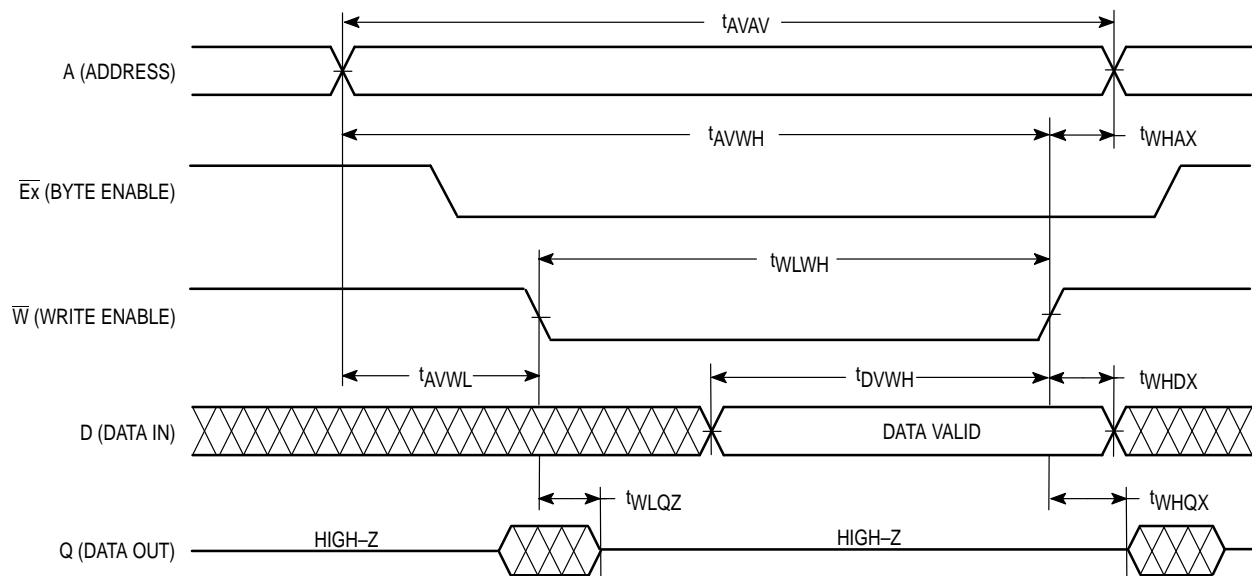 tAVAV
A (ADDRESS)
tAVWH
tWHAX
Ex (BYTE ENABLE)
tWLWH
W (WRITE ENABLE)
tAVWL
tDVWH
tWHDX
D (DATA IN)
DATA VALID
tWLQZ
tWHQX
Q (DATA OUT)
HIGH–Z
HIGH–Z